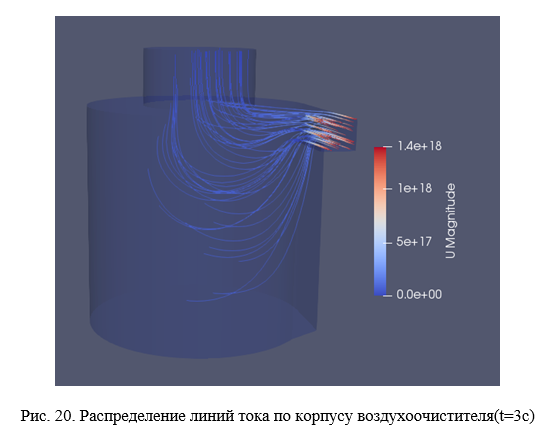 1.4e+18
1e+18
5e+17
0.0e+00
U Magnitude
Рис. 20. Распределение линий тока по корпусу воздухоочистителя(t=3с)